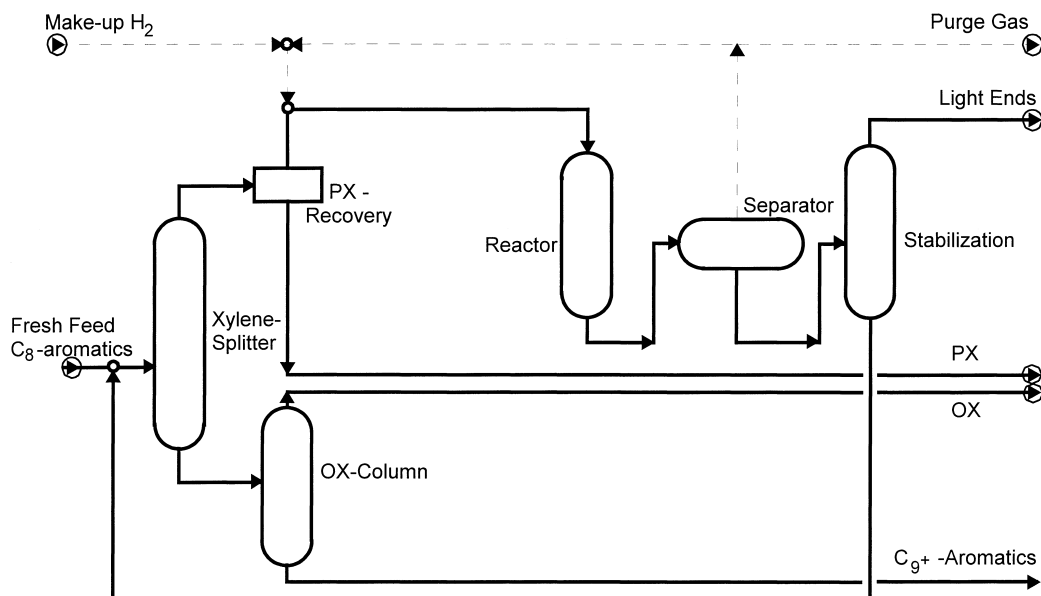 Make-up H2
Purge Gas
Light Ends
PX -
Recovery
Separator
Reactor
Stabilization
Xylene-
Splitter
Fresh Feed
C8-aromatics
PX
OX
OX-Column
C9+ -Aromatics